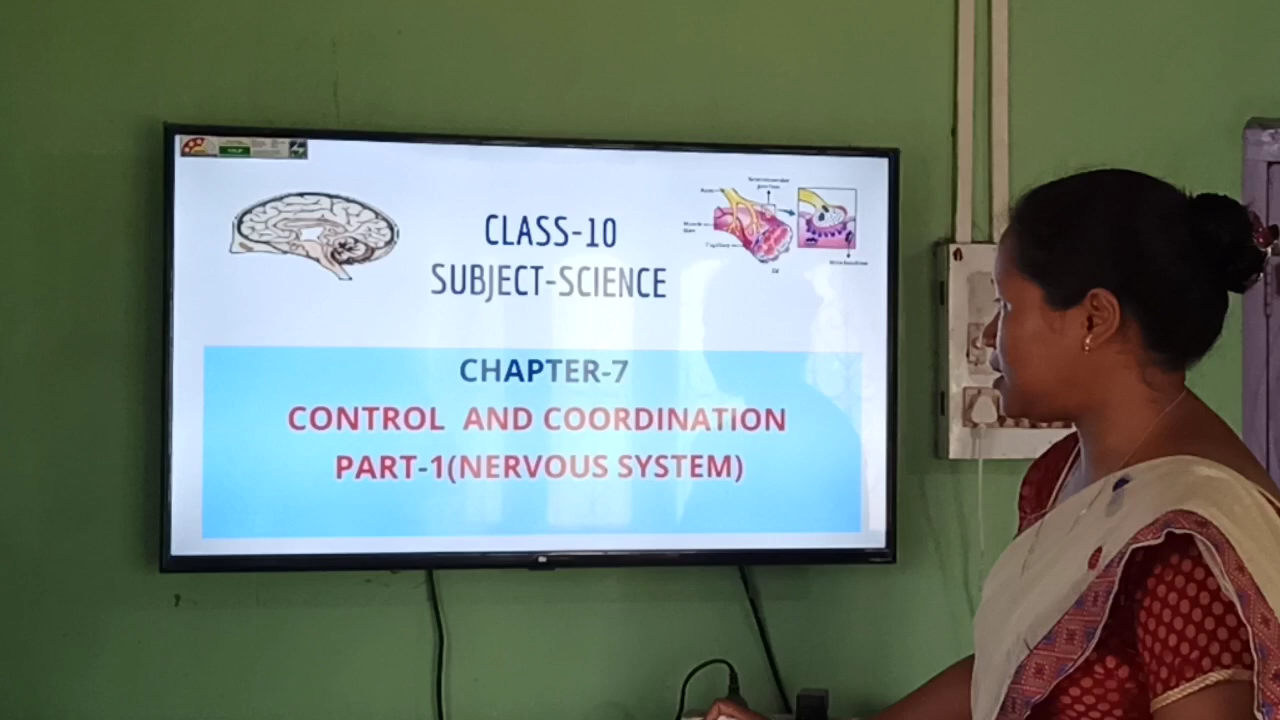 CLASS-10
SUBJECT-SCIENCE
CHAPTER-7
CONTROL AND COORDINATION
PART-1(NERVOUS SYSTEM)